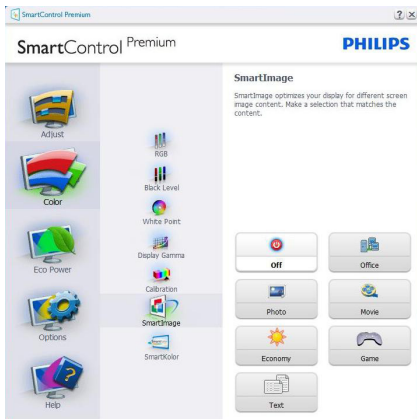 SmartControl Premium
SmartControl Premium
PHILIPS
Adjust
Color
Eco Power
Options
Help
RGB
Black Level
White Point
Display Gamma
Calibration
SmartImage
SmartKolor
SmartImage
SmartImage optimizes your display for different screen
image content. Make a selection that matches the
content.
Off
Office
Photo
Movie
Economy
Game
Text